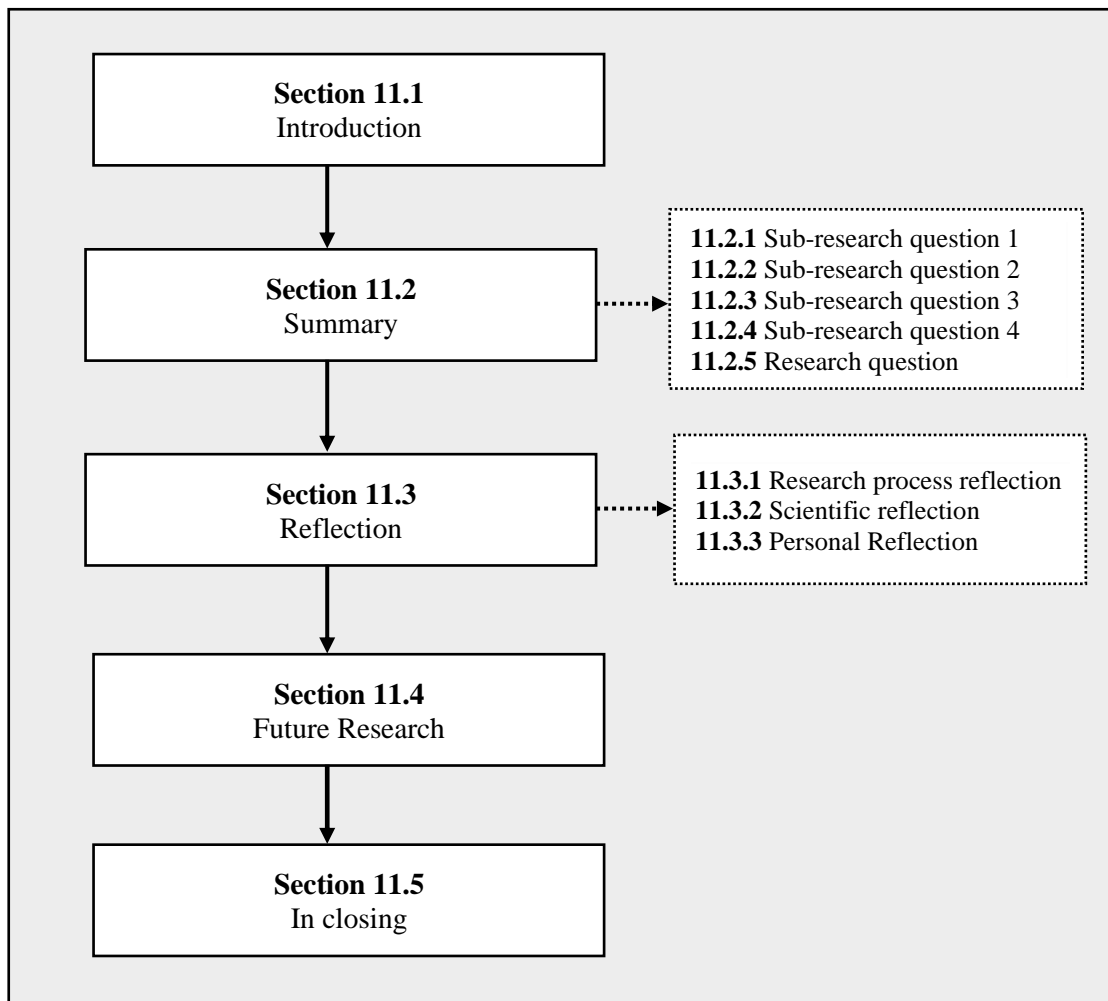 Section 11.1
Introduction
Section 11.2
Summary
11.2.1 Sub-research question 1
11.2.2 Sub-research question 2
11.2.3 Sub-research question 3
11.2.4 Sub-research question 4
11.2.5 Research question
Section 11.3
Reflection
11.3.1 Research process reflection
11.3.2 Scientific reflection
11.3.3 Personal Reflection
Section 11.4
Future Research
Section 11.5
In closing